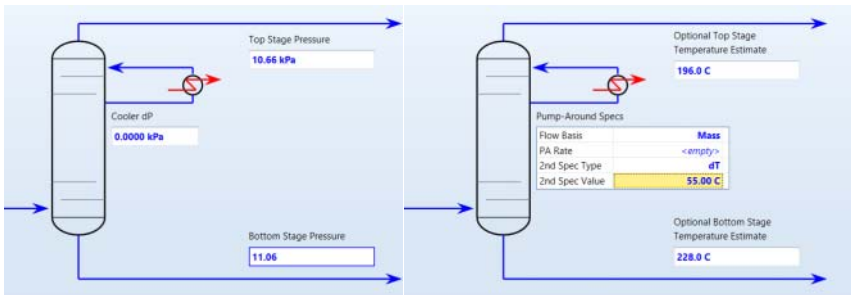 Top Stage Pressure
10.66 kPa
Cooler dP
0.0000 kPa
Bottom Stage Pressure
11.06
Optional Top Stage
Temperature Estimate
196.0 C
Pump-Around Specs
Flow Basis Mass
PA Rate <empty>
2nd Spec Type dT
2nd Spec Value 55.00 C
Optional Bottom Stage
Temperature Estimate
228.0 C